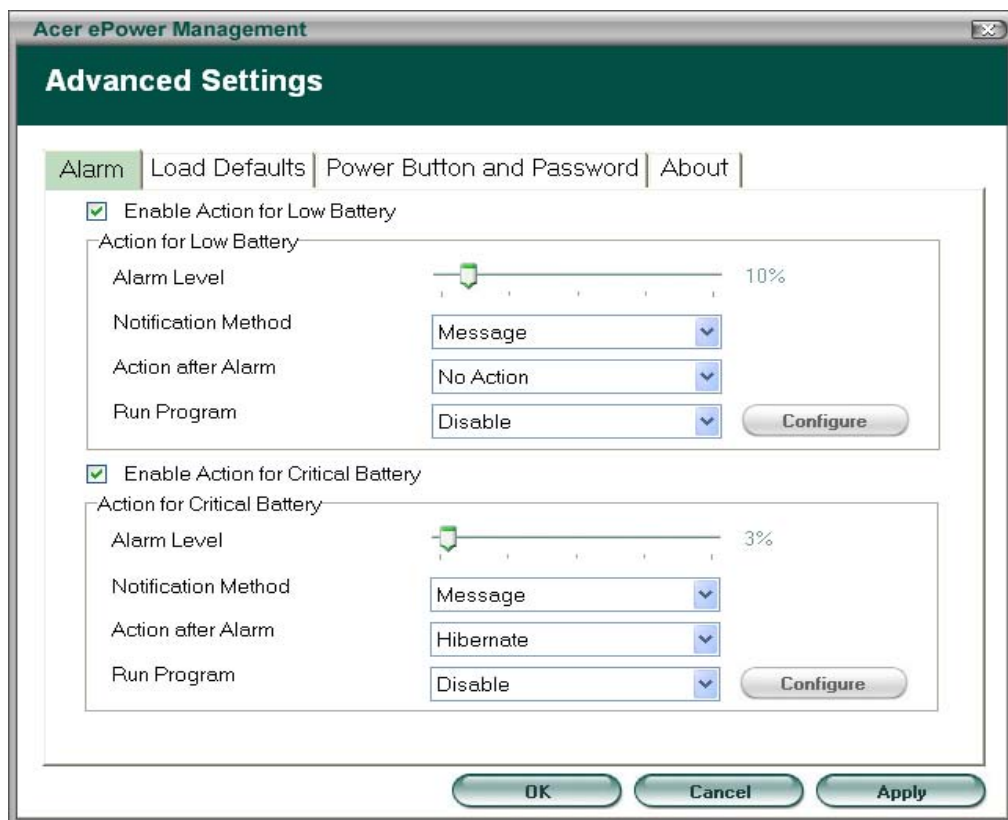 Acer ePower Management
Advanced Settings
Alarm Load Defaults Power Button and Password About
Enable Action for Low Battery
Action for Low Battery
Alarm Level 10%
Notification Method Message
Action after Alarm No Action
Run Program Disable Configure
Enable Action for Critical Battery
Action for Critical Battery
Alarm Level 3%
Notification Method Message
Action after Alarm Hibernate
Run Program Disable Configure
OK Cancel Apply